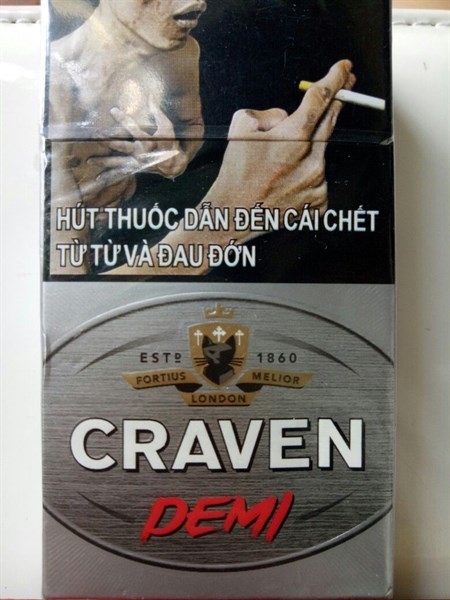 HÚT THUỐC DẪN ĐẾN CÁI CHẾT
TỪ TỪ VÀ ĐAU ĐỚN
ESTD 1860
FORTIUS MELIOR
LONDON
CRAVEN
DEMI